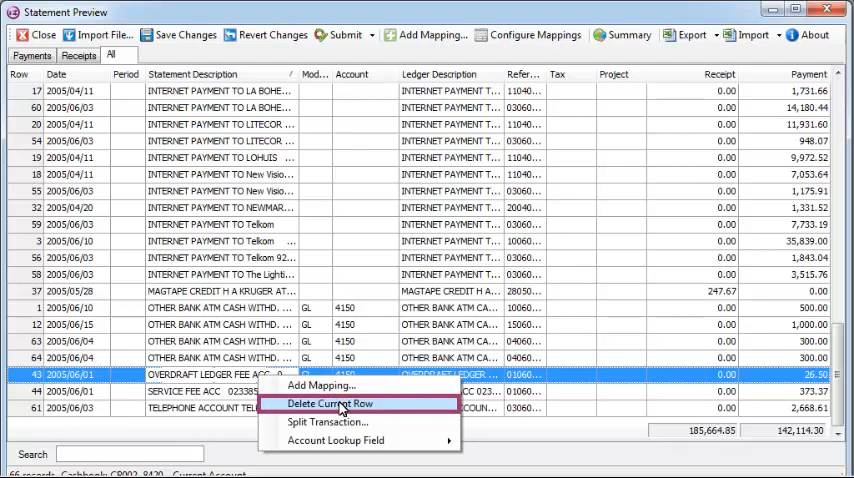 Statement Preview
Close Import File... Save Changes Revert Changes Submit Add Mapping... Configure Mappings Summary Export Import About
Payments Receipts All
Row Date Period Statement Description / Mod... Account Ledger Description Refer... Tax Project Receipt Payment
17 2005/04/11 INTERNET PAYMENT TO LA BOHE... INTERNET PAYMENT T... 11040... 0.00 1,731.66
60 2005/06/03 INTERNET PAYMENT TO LITECOR ... INTERNET PAYMENT T... 03060... 0.00 14,180.44
20 2005/04/11 INTERNET PAYMENT TO LITECOR ... INTERNET PAYMENT T... 11040... 0.00 11,931.60
54 2005/06/03 INTERNET PAYMENT TO LITECOR ... INTERNET PAYMENT T... 03060... 0.00 948.07
19 2005/04/11 INTERNET PAYMENT TO LOHUIS ... INTERNET PAYMENT T... 11040... 0.00 9,972.52
18 2005/04/11 INTERNET PAYMENT TO New Visio... INTERNET PAYMENT T... 11040... 0.00 7,053.64
55 2005/06/03 INTERNET PAYMENT TO New Visio... INTERNET PAYMENT T... 03060... 0.00 1,175.91
32 2005/04/20 INTERNET PAYMENT TO NEWMAR... INTERNET PAYMENT T... 20040... 0.00 1,331.52
59 2005/06/03 INTERNET PAYMENT TO Telkom INTERNET PAYMENT T... 03060... 0.00 7,733.19
3 2005/06/10 INTERNET PAYMENT TO Telkom ... INTERNET PAYMENT T... 10060... 0.00 35,839.00
56 2005/06/03 INTERNET PAYMENT TO Telkom 92... INTERNET PAYMENT T... 03060... 0.00 1,843.04
58 2005/06/03 INTERNET PAYMENT TO The Lighti... INTERNET PAYMENT T... 03060... 0.00 3,515.76
37 2005/05/28 MAGTAPE CREDIT H A KRUGER AT... MAGTAPE CREDIT H A ... 28050... 247.67 0.00
1 2005/06/10 OTHER BANK ATM CASH WITHD. ... GL 4150 OTHER BANK ATM CA... 10060... 0.00 500.00
12 2005/06/15 OTHER BANK ATM CASH WITHD. ... GL 4150 OTHER BANK ATM CA... 15060... 0.00 1,000.00
63 2005/06/04 OTHER BANK ATM CASH WITHD. ... GL 4150 OTHER BANK ATM CA... 04060... 0.00 300.00
64 2005/06/04 OTHER BANK ATM CASH WITHD. ... GL 4150 OTHER BANK ATM CA... 04060... 0.00 300.00
43 2005/06/01 OVERDRAFT LEDGER FEE ACC 0... GL 4150 OVERDRAFT LEDGER ... 01060... 0.00 26.50
44 2005/06/01 SERVICE FEE ACC 023385... 01060... 0.00 373.37
61 2005/06/03 TELEPHONE ACCOUNT TEL... 03060... 0.00 2,668.61
Add Mapping...
Delete Current Row
Split Transaction...
Account Lookup Field
185,664.85 142,114.30
Search
66 records. Cashbook: CP002_8420 - Current Account